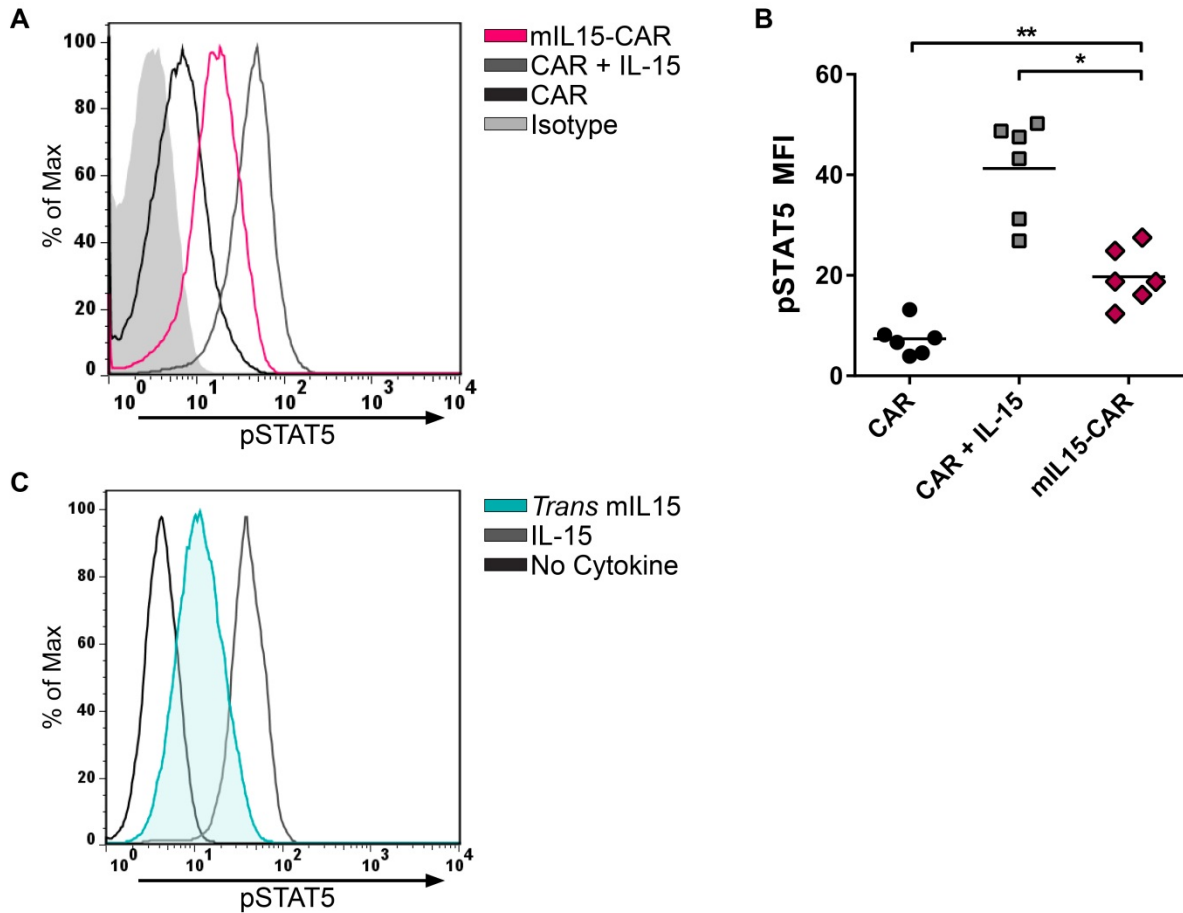 A
100
80
60
40
20
0
% of Max
10^0 10^1 10^2 10^3 10^4
pSTAT5
mIL15-CAR
CAR + IL-15
CAR
Isotype
B
**
*
60
40
20
0
pSTAT5 MFI
CAR
CAR + IL-15
mIL15-CAR
C
100
80
60
40
20
0
% of Max
10^0 10^1 10^2 10^3 10^4
pSTAT5
Trans mIL15
IL-15
No Cytokine